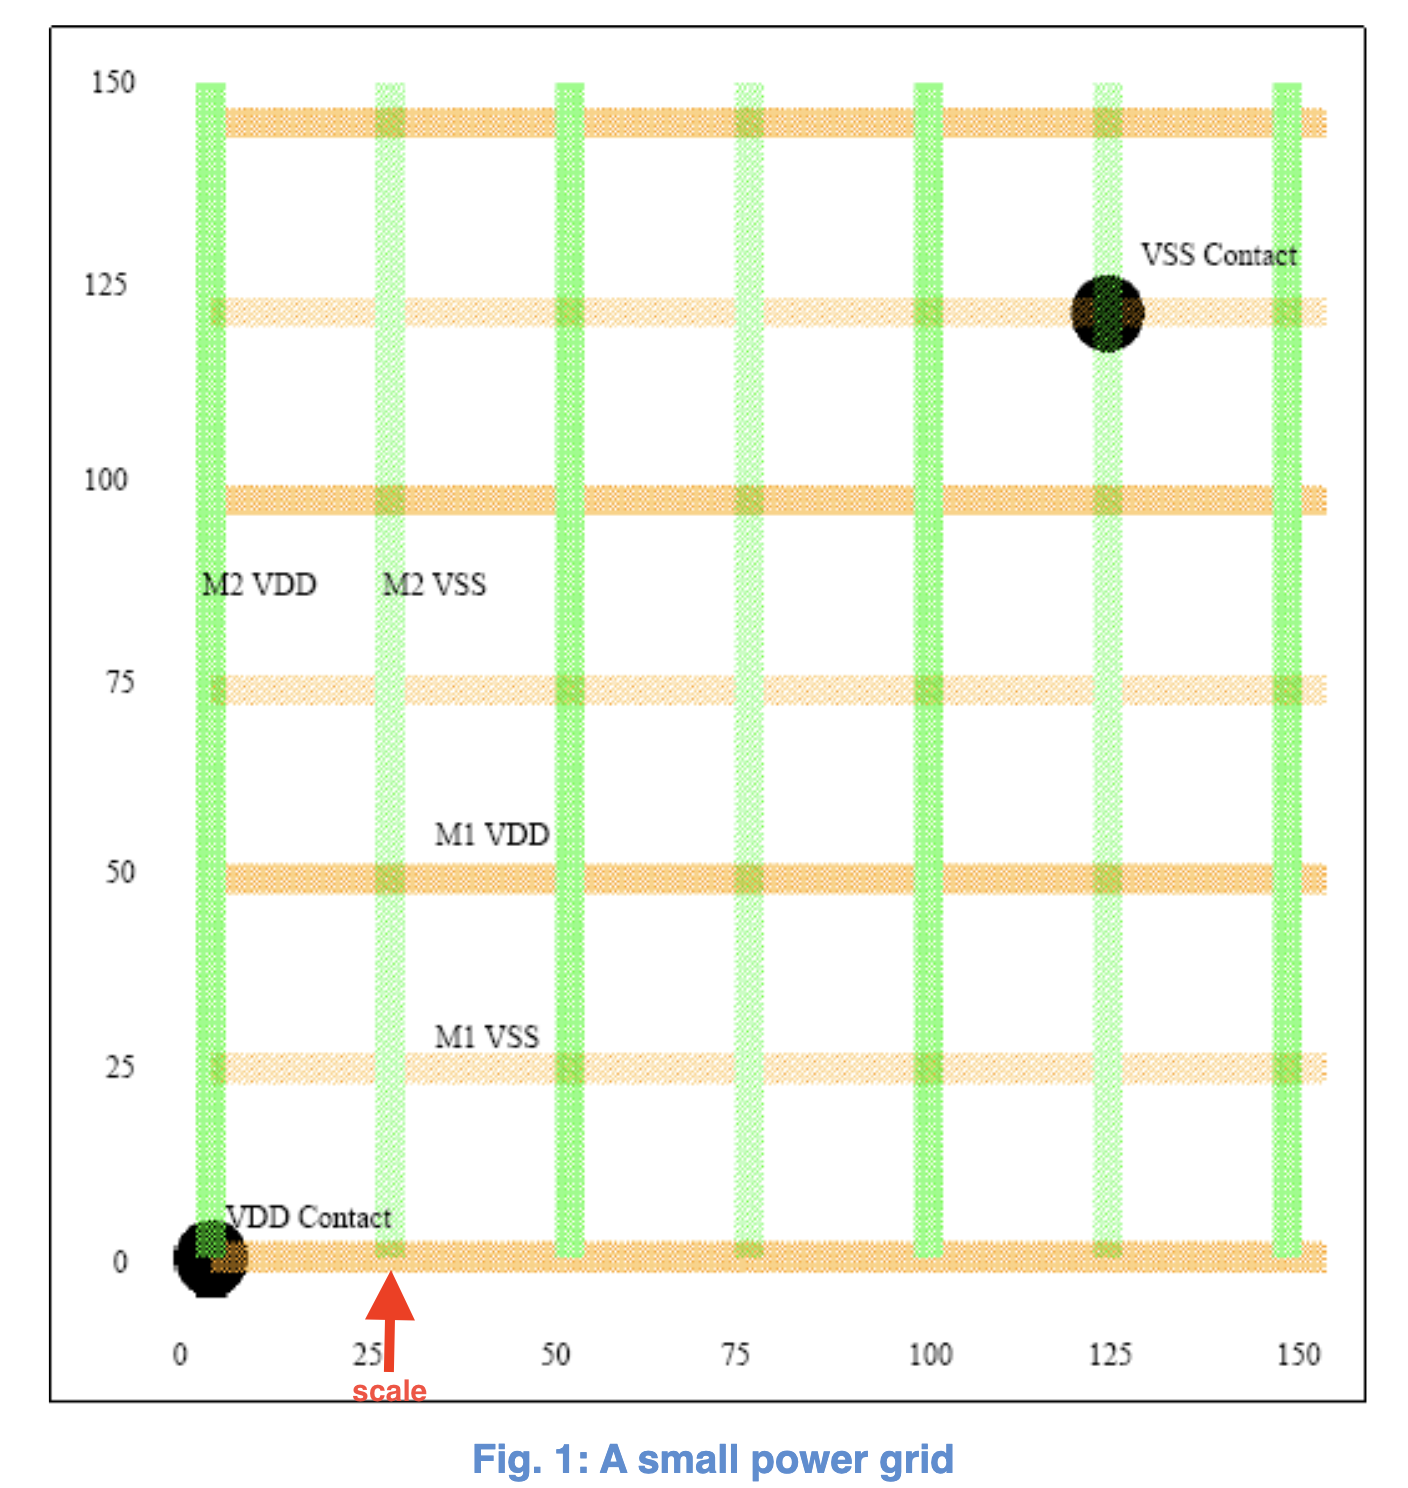 150
VSS Contact
125
100
M2 VDD
M2 VSS
75
M1 VDD
50
M1 VSS
25
VDD Contact
0
0 25 50 75 100 125 150
scale
Fig. 1: A small power grid